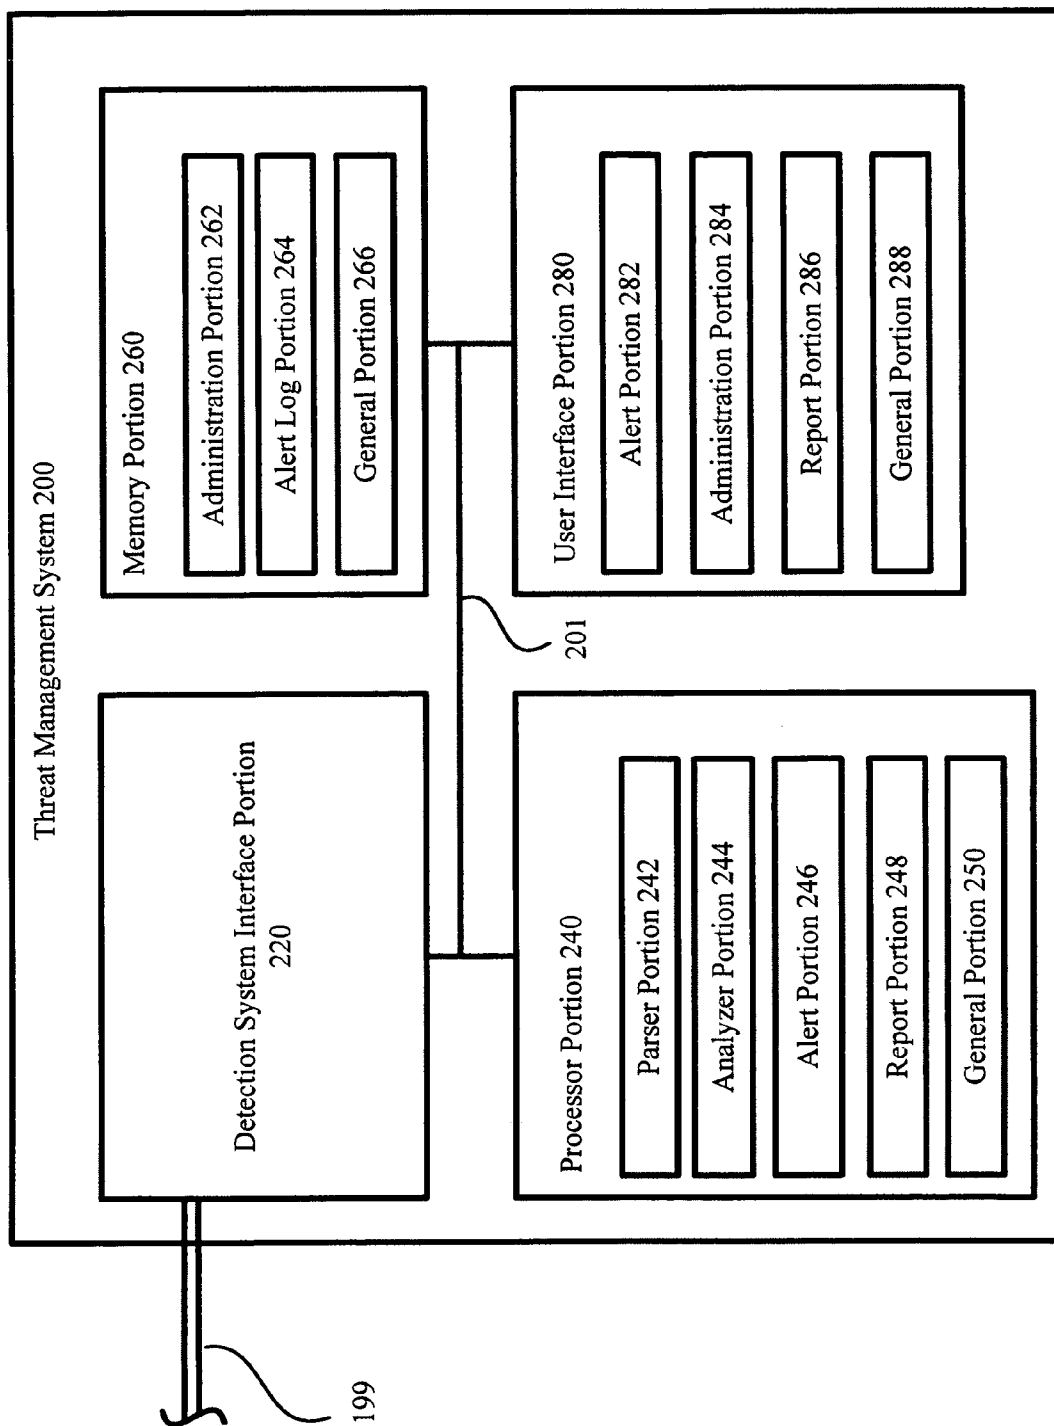 Threat Management System 200
Detection System Interface Portion
220
Memory Portion 260
Administration Portion 262
Alert Log Portion 264
General Portion 266
199
201
Processor Portion 240
Parser Portion 242
Analyzer Portion 244
Alert Portion 246
Report Portion 248
General Portion 250
User Interface Portion 280
Alert Portion 282
Administration Portion 284
Report Portion 286
General Portion 288